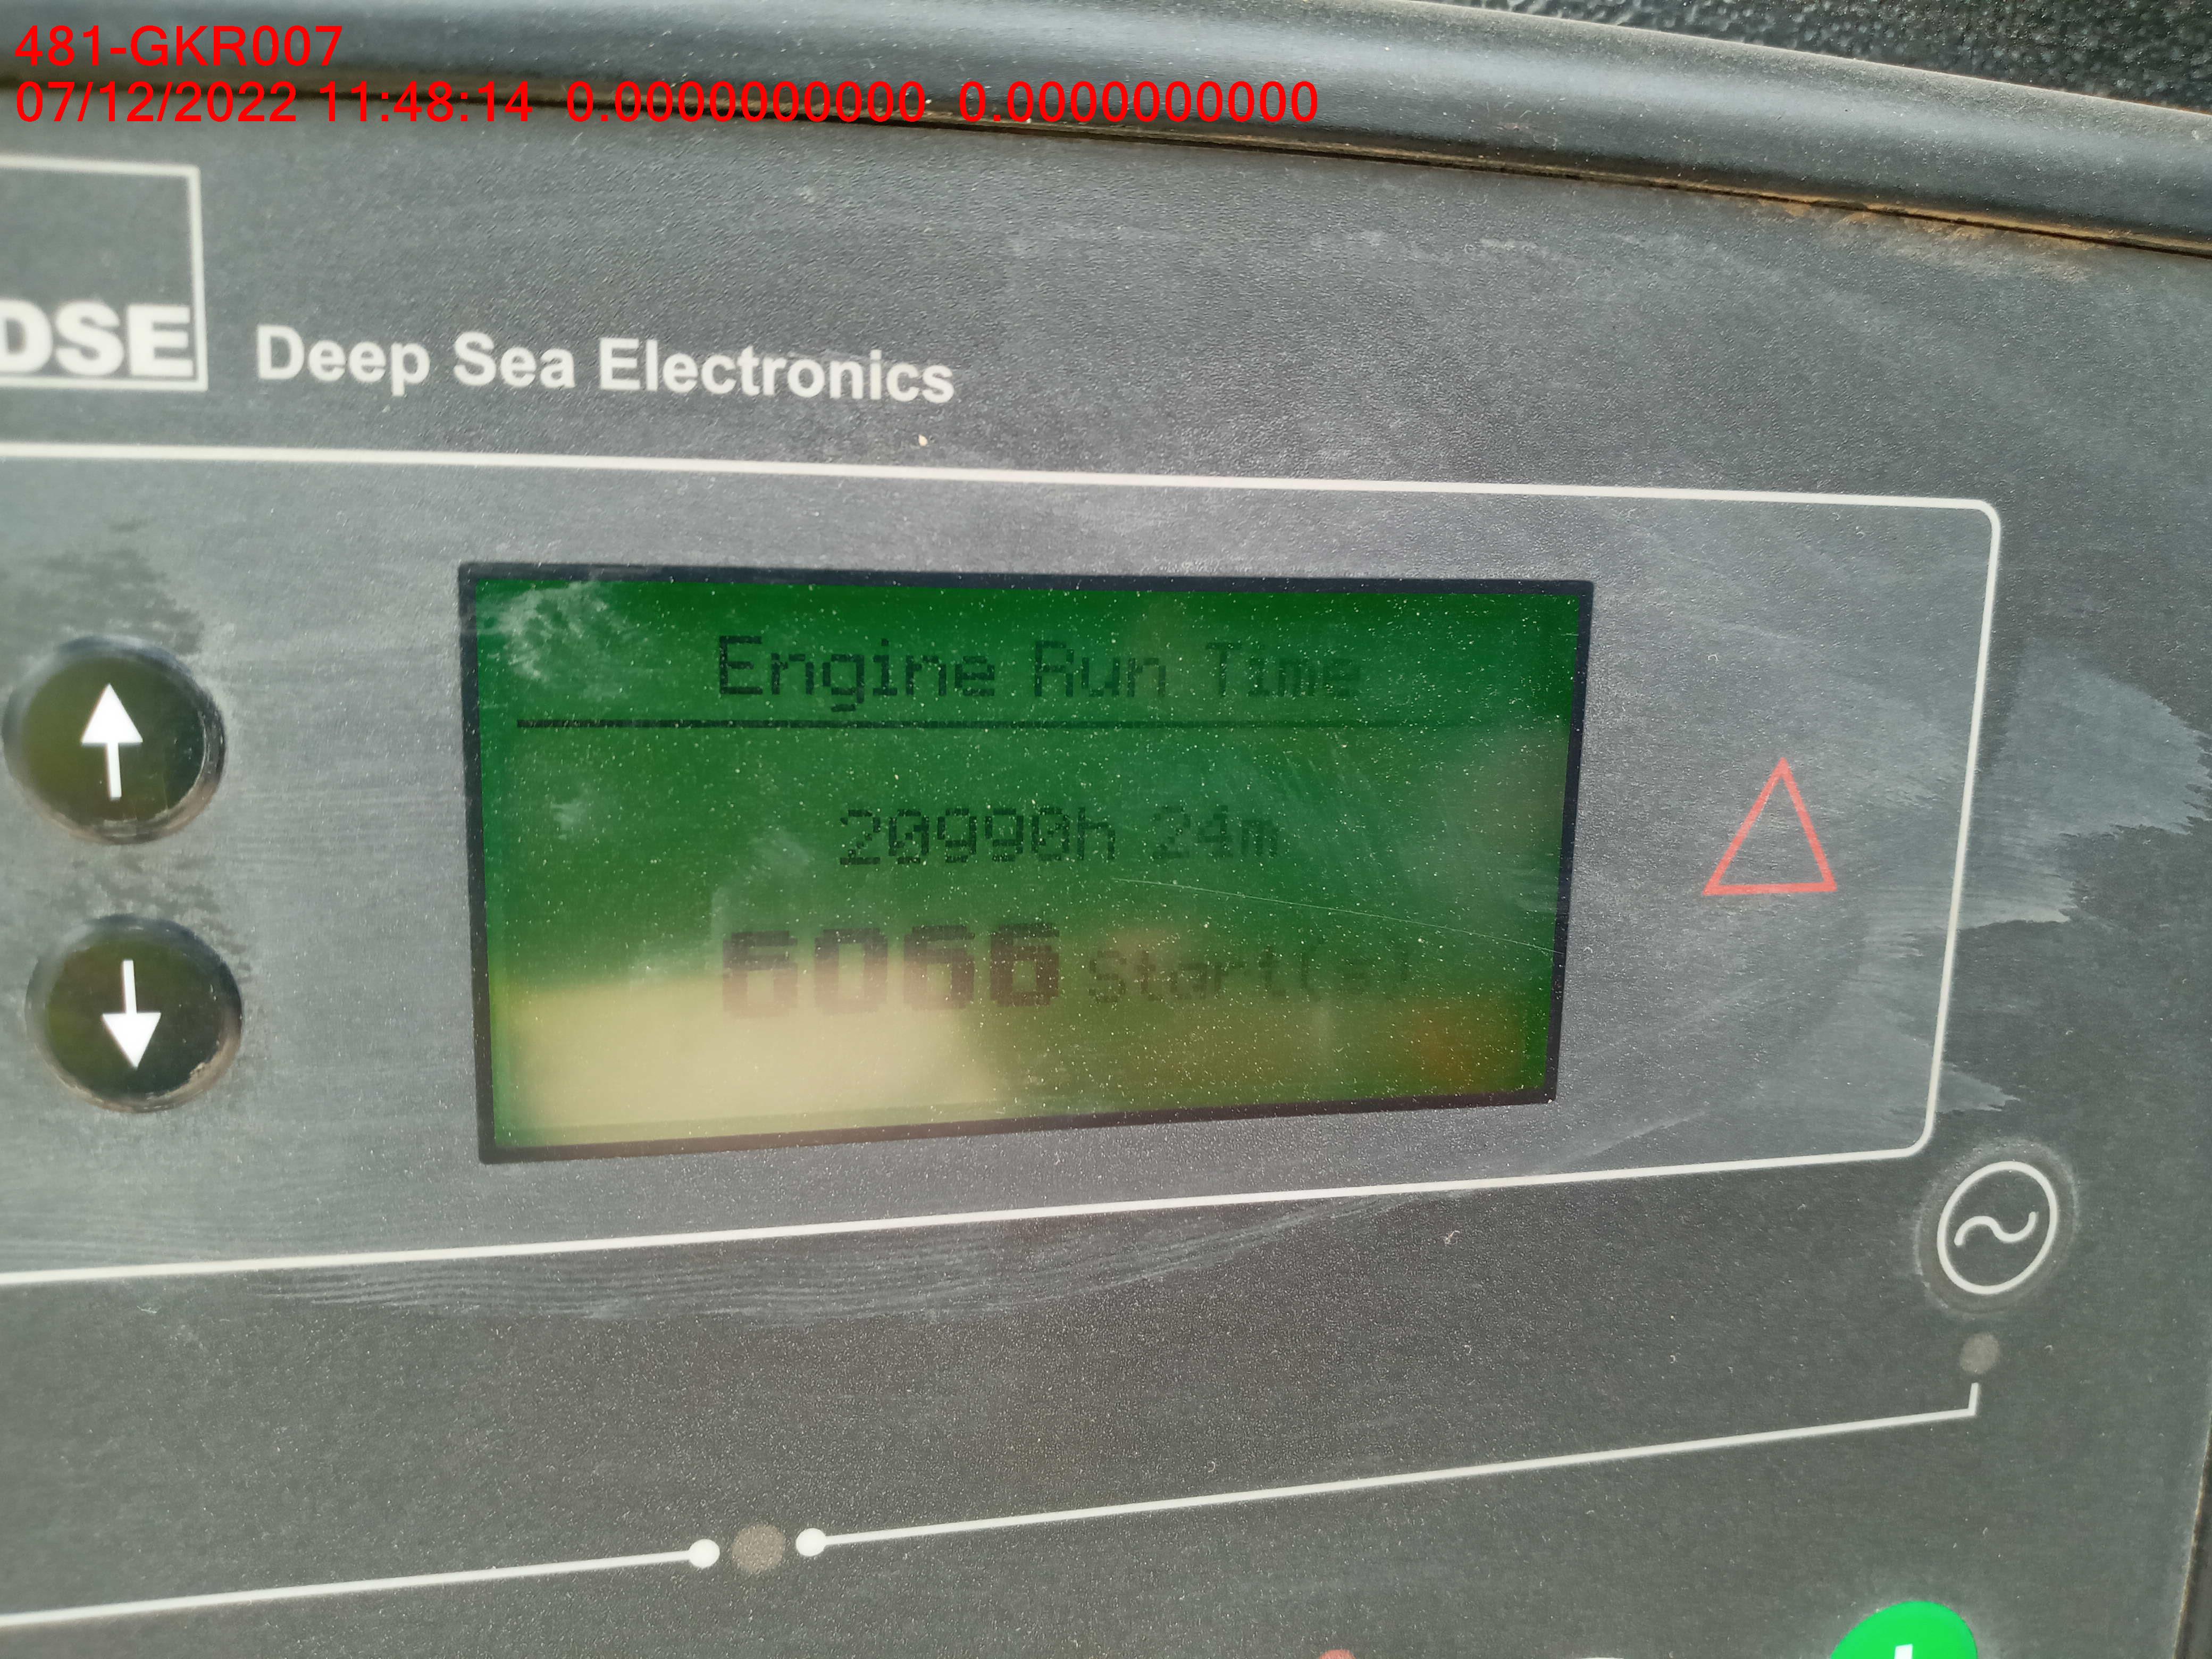 481-GKR007
07/12/2022 11:48:14 0.0000000000 0.0000000000
DSE
Deep Sea Electronics
Engine Run Time
20990h 24m
6066 Start(s)